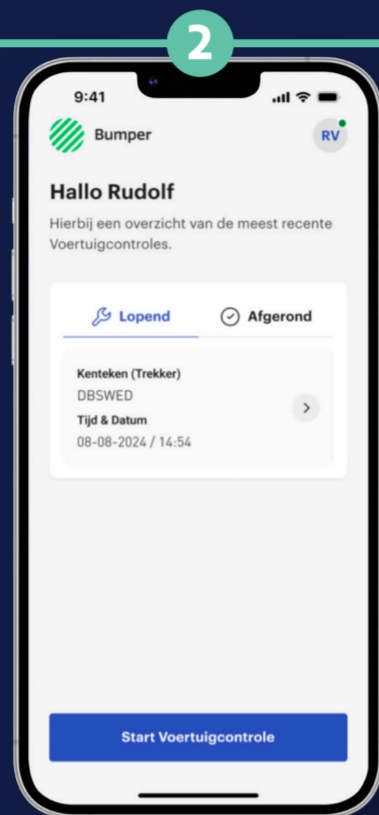 2
9:41
Bumper
RV
Hallo Rudolf
Hierbij een overzicht van de meest recente
Voertuigcontroles.
Lopend
Afgerond
Kenteken (Trekker)
DBSWED
Tijd & Datum
08-08-2024 / 14:54
Start Voertuigcontrole